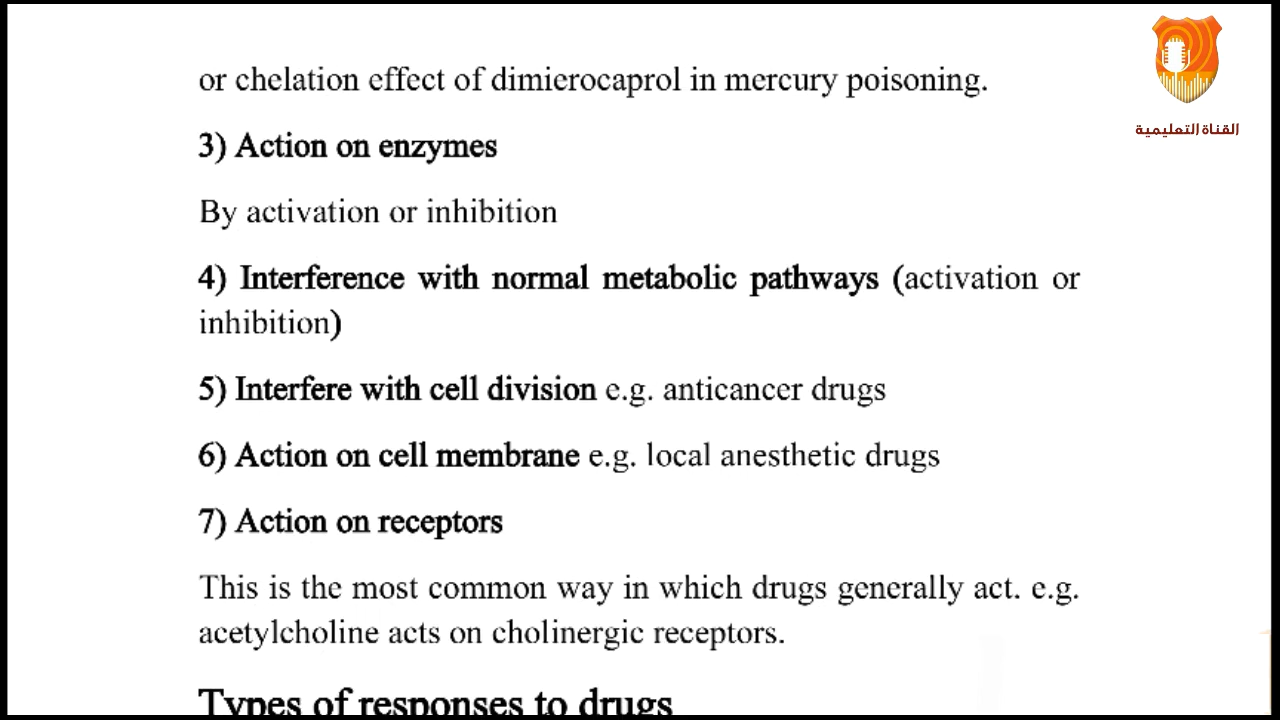 القناة التعليمية
or chelation effect of dimierocaprol in mercury poisoning.
3) Action on enzymes
By activation or inhibition
4) Interference with normal metabolic pathways (activation or
inhibition)
5) Interfere with cell division e.g. anticancer drugs
6) Action on cell membrane e.g. local anesthetic drugs
7) Action on receptors
This is the most common way in which drugs generally act. e.g.
acetylcholine acts on cholinergic receptors.
Types of responses to drugs